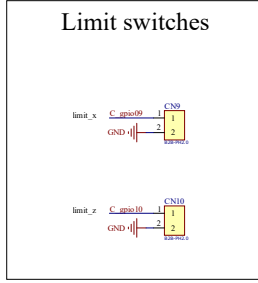 Limit switches
CN9
limit_x C_gpio09 1 1
GND 2 2
B2B-PH2.0
CN10
limit_z C_gpio10 1 1
GND 2 2
B2B-PH2.0